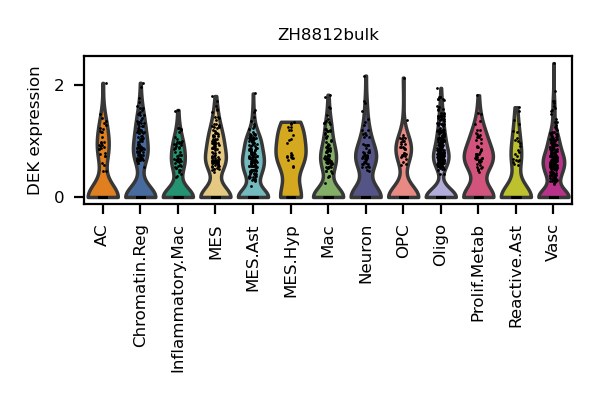 ZH8812bulk
DEK expression
2
0
AC
Chromatin.Reg
Inflammatory.Mac
MES
MES.Ast
MES.Hyp
Mac
Neuron
OPC
Oligo
Prolif.Metab
Reactive.Ast
Vasc